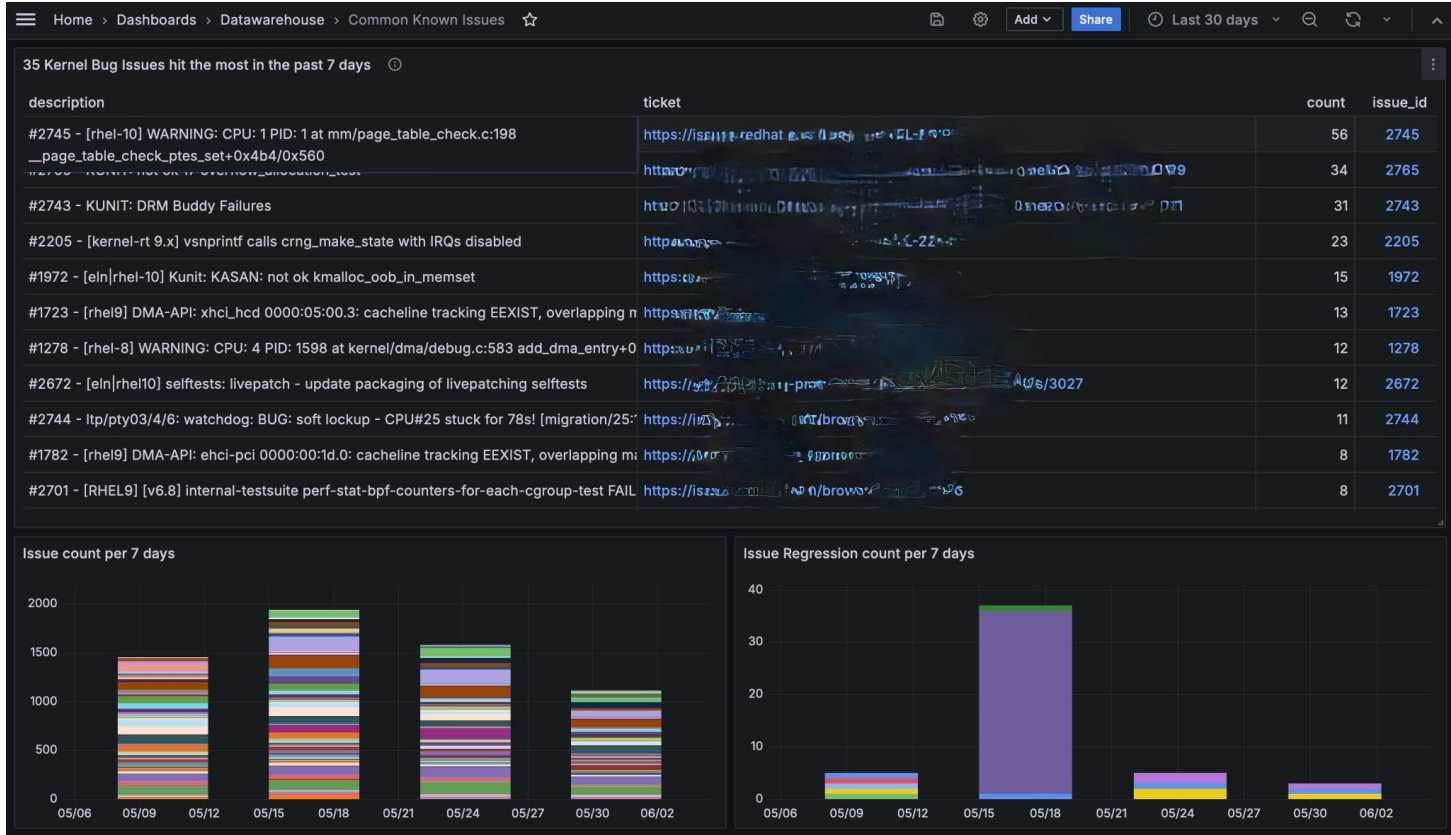 Home › Dashboards › Datawarehouse › Common Known Issues
Add
Share
Last 30 days
35 Kernel Bug Issues hit the most in the past 7 days
description ticket count issue_id
#2745 - [rhel-10] WARNING: CPU: 1 PID: 1 at mm/page_table_check.c:198 56 2745
__page_table_check_ptes_set+0x4b4/0x560
34 2765
#2743 - KUNIT: DRM Buddy Failures 31 2743
#2205 - [kernel-rt 9.x] vsnprintf calls crng_make_state with IRQs disabled 23 2205
#1972 - [eln|rhel-10] Kunit: KASAN: not ok kmalloc_oob_in_memset https: 15 1972
#1723 - [rhel9] DMA-API: xhci_hcd 0000:05:00.3: cacheline tracking EEXIST, overlapping m https 13 1723
#1278 - [rhel-8] WARNING: CPU: 4 PID: 1598 at kernel/dma/debug.c:583 add_dma_entry+0 http 12 1278
#2672 - [eln|rhel10] selftests: livepatch - update packaging of livepatching selftests https:// /3027 12 2672
#2744 - ltp/pty03/4/6: watchdog: BUG: soft lockup - CPU#25 stuck for 78s! [migration/25: https:// 11 2744
#1782 - [rhel9] DMA-API: ehci-pci 0000:00:1d.0: cacheline tracking EEXIST, overlapping ma https:// 8 1782
#2701 - [RHEL9] [v6.8] internal-testsuite perf-stat-bpf-counters-for-each-cgroup-test FAIL https:// 8 2701
Issue count per 7 days
2000
1500
1000
500
0
05/06 05/09 05/12 05/15 05/18 05/21 05/24 05/27 05/30 06/02
Issue Regression count per 7 days
40
30
20
10
0
05/06 05/09 05/12 05/15 05/18 05/21 05/24 05/27 05/30 06/02